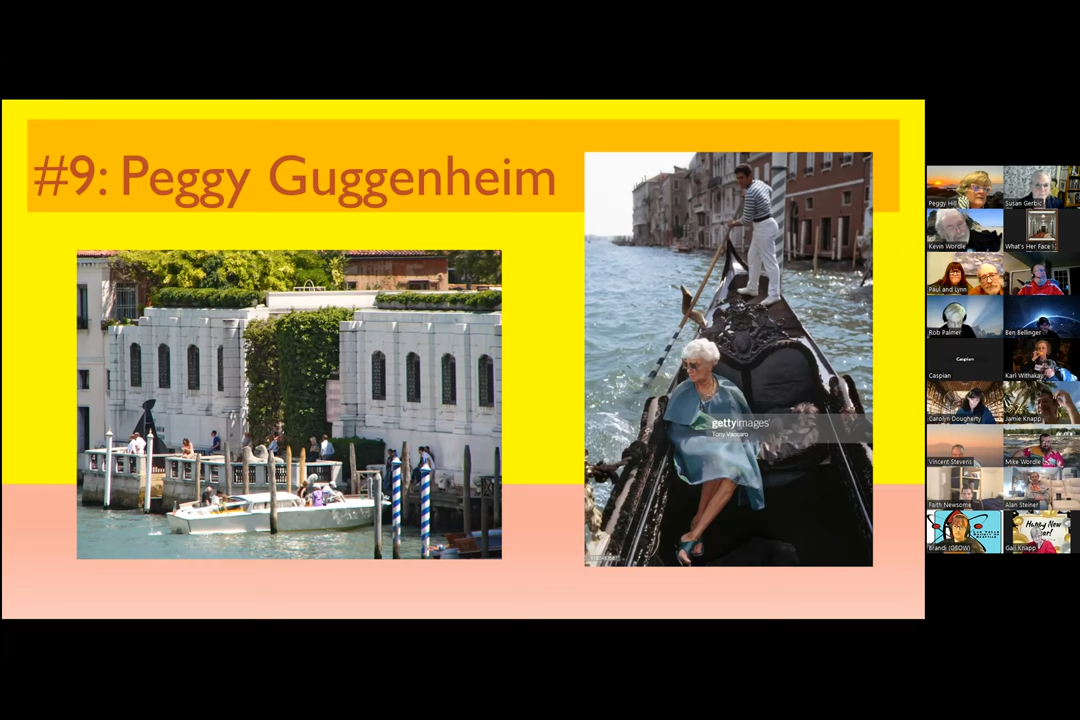 #9: Peggy Guggenheim
gettyimages
Tony Vaccaro
Peggy Hill
Susan Gerbic
Kevin Wordle
What's Her Face
Paul and Lynn
Rob Palmer
Ben Bellinger
Caspian
Caspian
Karl Withakay
Carolyn Dougherty
Jamie Knapp
Vincent Stevens
Mike Wordle
Faith Newsome
Alan Steiner
Brandi (GSOW)
Happy New
Gail Knapp